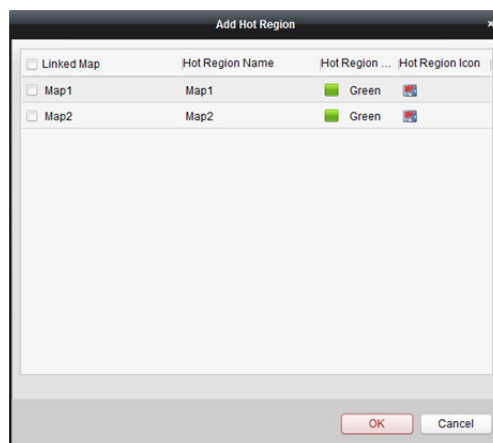 Add Hot Region
×
Linked Map Hot Region Name Hot Region ... Hot Region Icon
Map1 Map1 Green
Map2 Map2 Green
OK Cancel